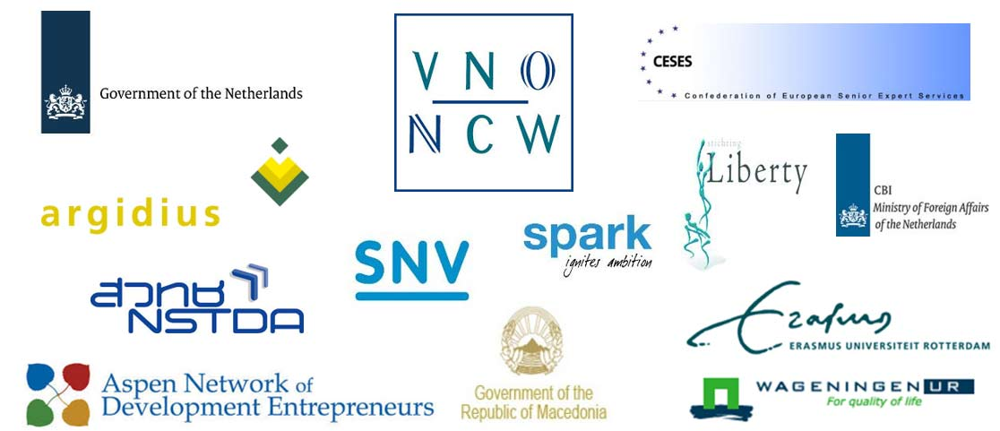 Government of the Netherlands
VNO
NCW
CESES
Confederation of European Senior Expert Services
argidius
stichting
Liberty
CBI
Ministry of Foreign Affairs
of the Netherlands
SNV
spark
ignites ambition
สวทช
NSTDA
Erasmus
ERASMUS UNIVERSITEIT ROTTERDAM
Aspen Network of
Development Entrepreneurs
Government of the
Republic of Macedonia
WAGENINGEN UR
For quality of life